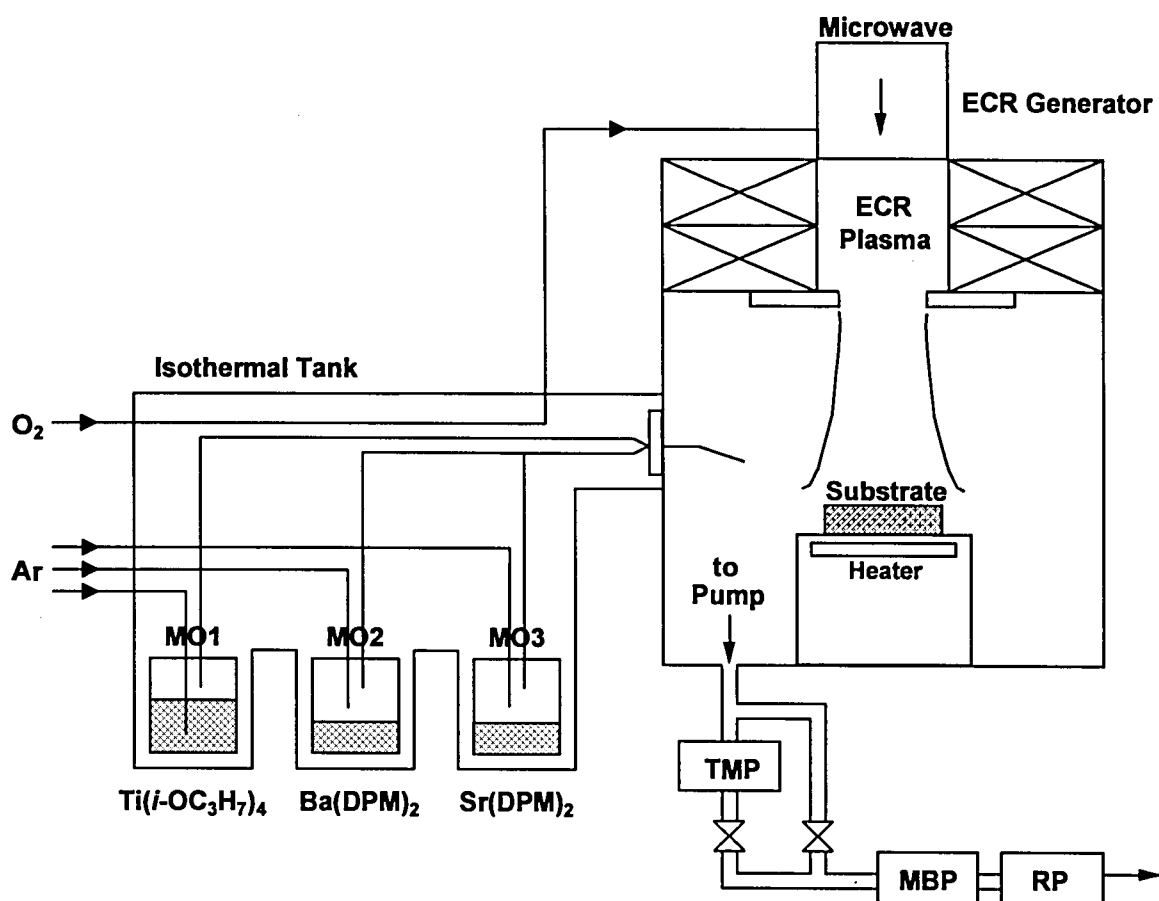 Microwave
ECR Generator
ECR
Plasma
Isothermal Tank
O₂
Substrate
Heater
Ar
to
Pump
MO1
MO2
MO3
TMP
Ti(i-OC₃H₇)₄
Ba(DPM)₂
Sr(DPM)₂
MBP
RP